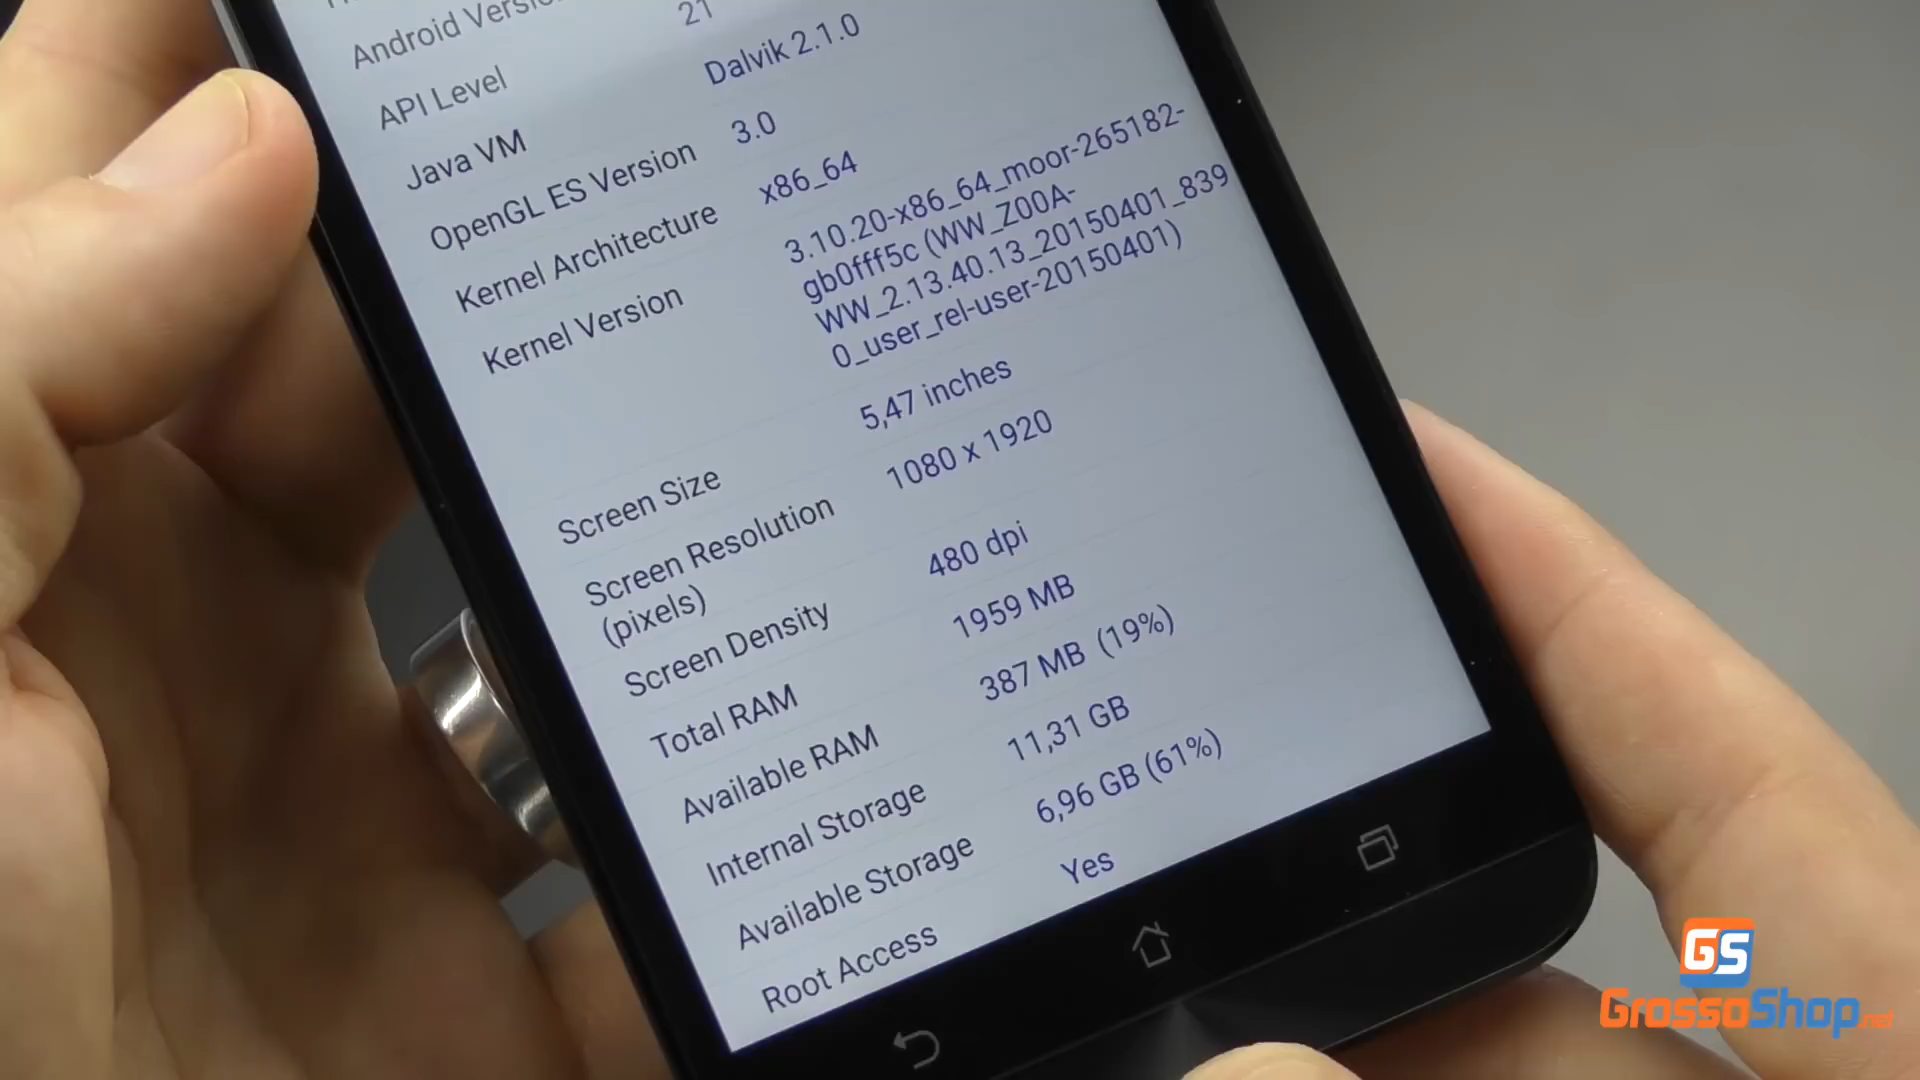 Android Version
API Level 21
Java VM Dalvik 2.1.0
OpenGL ES Version 3.0
Kernel Architecture x86_64
Kernel Version 3.10.20-x86_64_moor-265182-
gb0fff5c (WW_Z00A-
WW_2.13.40.13_20150401_839
0_user_rel-user-20150401)
Screen Size 5,47 inches
Screen Resolution 1080 x 1920
(pixels)
Screen Density 480 dpi
Total RAM 1959 MB
Available RAM 387 MB (19%)
Internal Storage 11,31 GB
Available Storage 6,96 GB (61%)
Root Access Yes
GS
GrossoShop.net